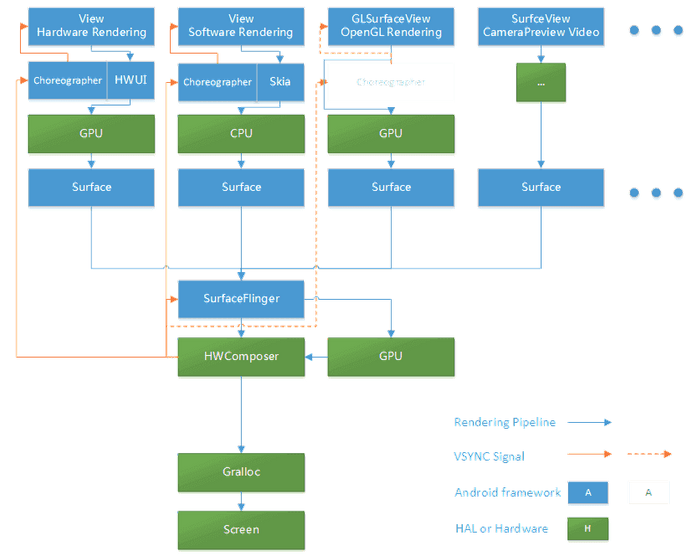 View
Hardware Rendering
View
Software Rendering
GLSurfaceView
OpenGL Rendering
SurfceView
CameraPreview Video
Choreographer
HWUI
Choreographer
Skia
Choreographer
...
GPU
CPU
GPU
Surface
Surface
Surface
Surface
SurfaceFlinger
HWComposer
GPU
Rendering Pipeline
VSYNC Signal
Gralloc
Android framework
A
A
Screen
HAL or Hardware
H